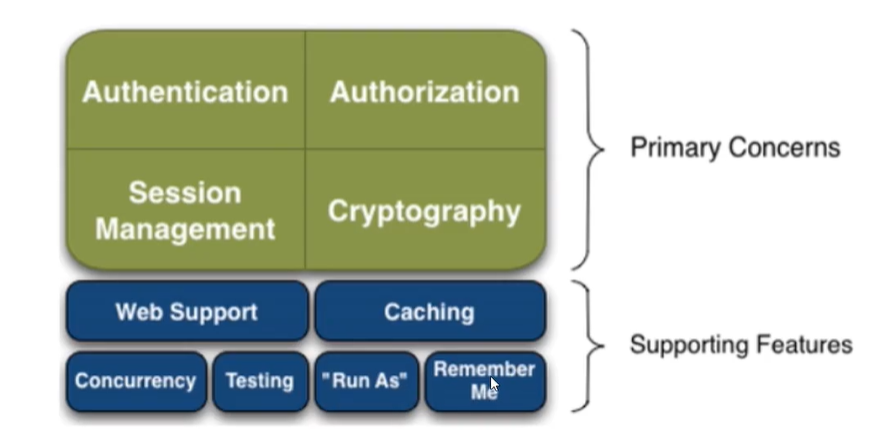 Authentication
Authorization
Session
Management
Cryptography
Primary Concerns
Web Support
Caching
Concurrency
Testing
"Run As"
Remember
Me
Supporting Features